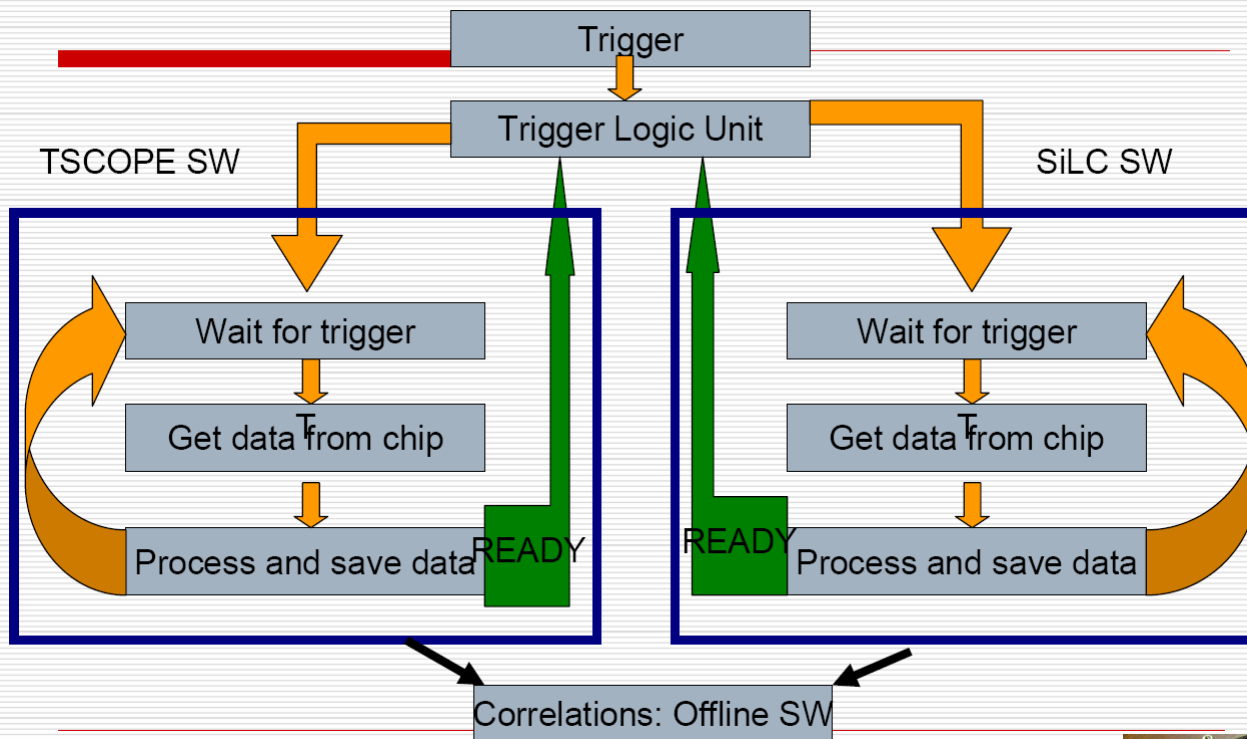 Trigger
Trigger Logic Unit
TSCOPE SW
SiLC SW
Wait for trigger
Wait for trigger
T
Get data from chip
T
Get data from chip
READY
READY
Process and save data
Process and save data
Correlations: Offline SW